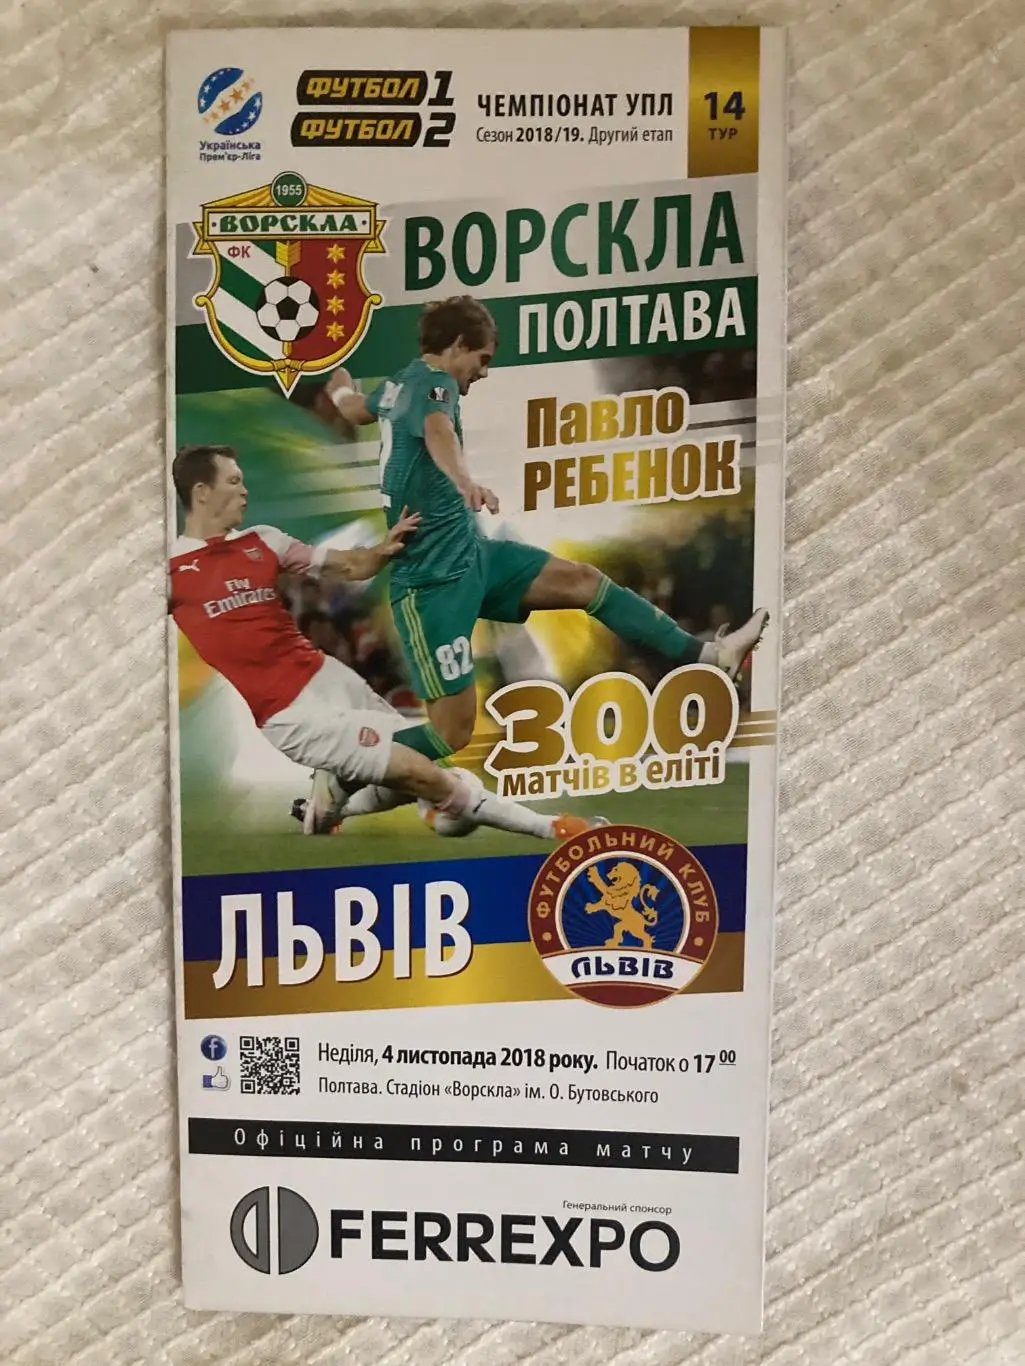 Українська
Прем'єр-Ліга
ФУТБОЛ 1
ФУТБОЛ 2
ЧЕМПІОНАТ УПЛ
Сезон 2018/19. Другий етап
14
ТУР
1955
ВОРСКЛА
ФК
ВОРСКЛА
ПОЛТАВА
Павло
РЕБЕНОК
Fly
Emirates
82
300
матчів в еліті
ЛЬВІВ
ФУТБОЛЬНИЙ КЛУБ
ЛЬВІВ
Неділя, 4 листопада 2018 року. Початок о 17 00
Полтава. Стадіон «Ворскла» ім. О. Бутовського
Офіційна програма матчу
Генеральний спонсор
FERREXPO